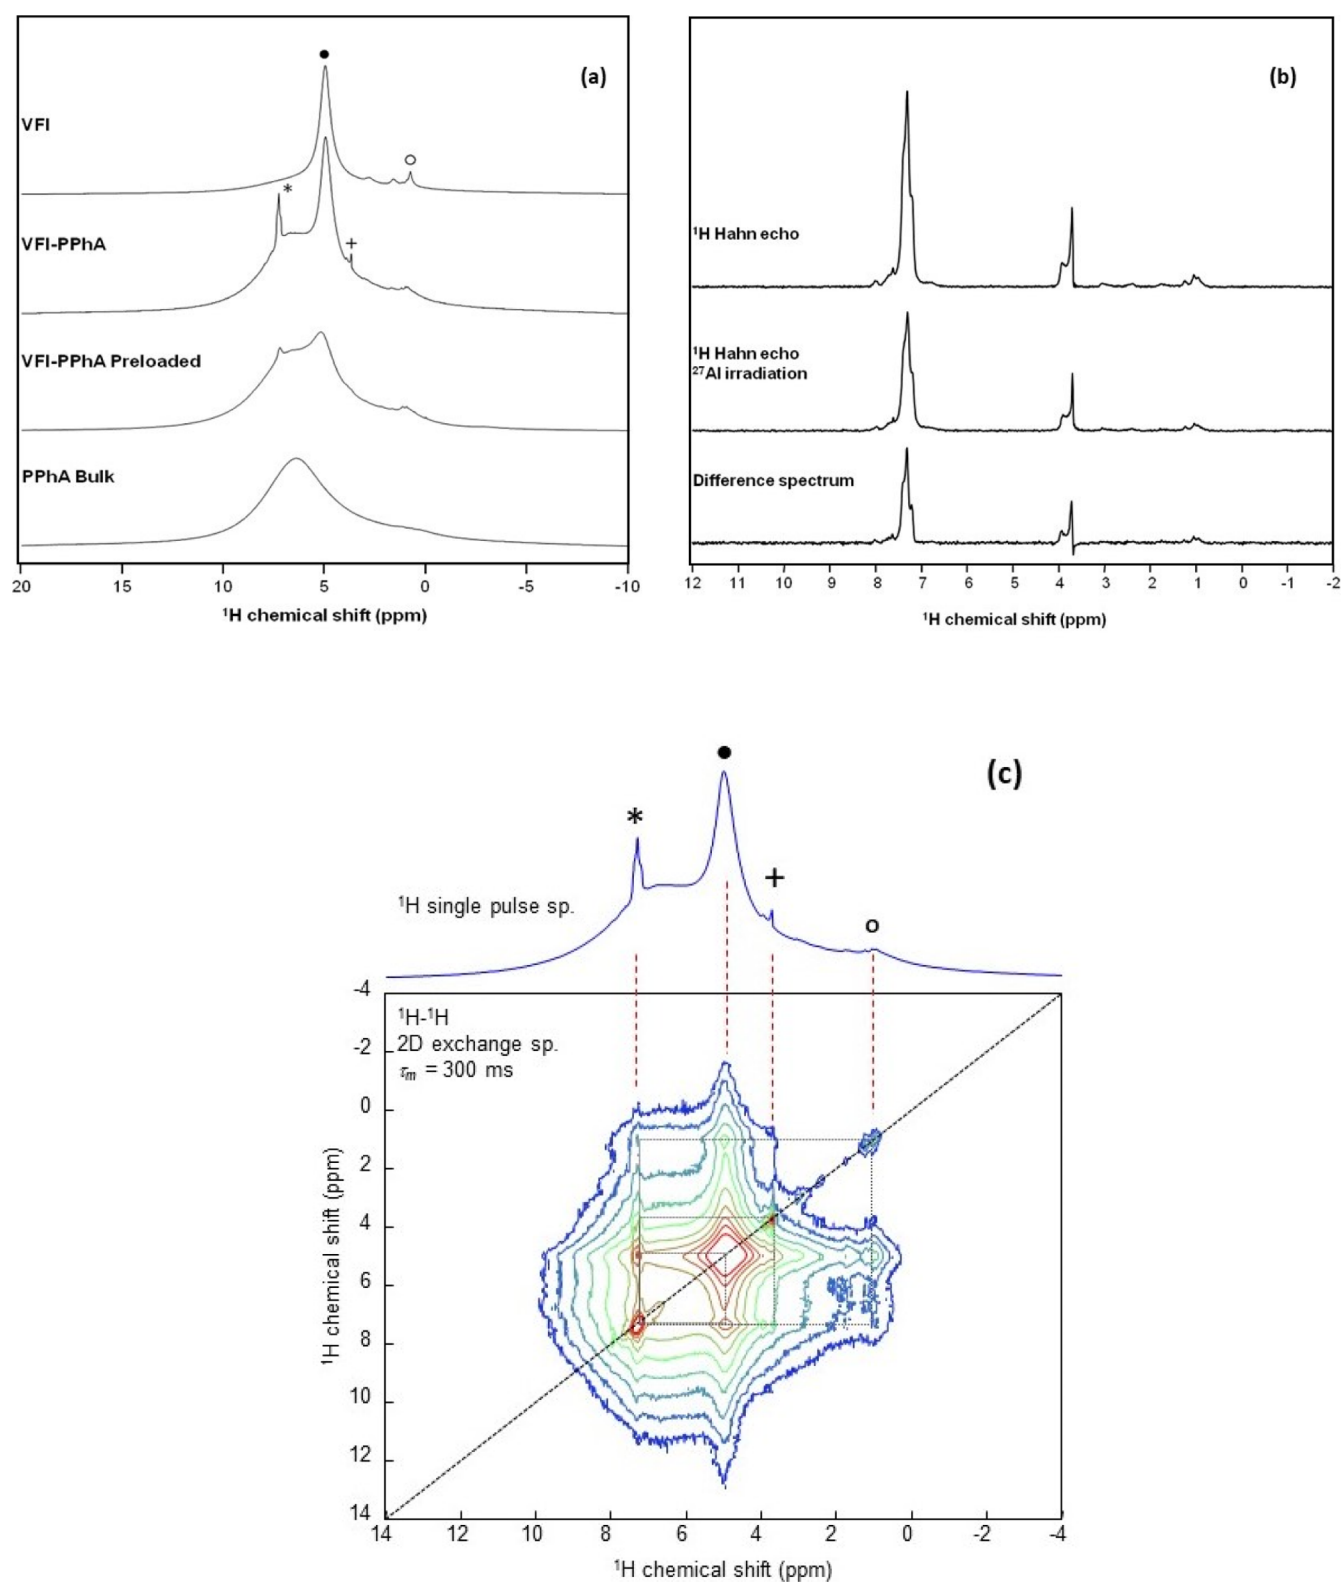 (a)
●
VFI
○
*
VFI-PPhA
+
VFI-PPhA Preloaded
PPhA Bulk
20 15 10 5 0 -5 -10
¹H chemical shift (ppm)
(b)
¹H Hahn echo
¹H Hahn echo
²⁷Al irradiation
Difference spectrum
12 11 10 9 8 7 6 5 4 3 2 1 0 -1 -2
¹H chemical shift (ppm)
(c)
●
*
+
o
¹H single pulse sp.
¹H-¹H
2D exchange sp.
τm = 300 ms
-4
-2
0
2
4
6
8
10
12
14
¹H chemical shift (ppm)
14 12 10 8 6 4 2 0 -2 -4
¹H chemical shift (ppm)